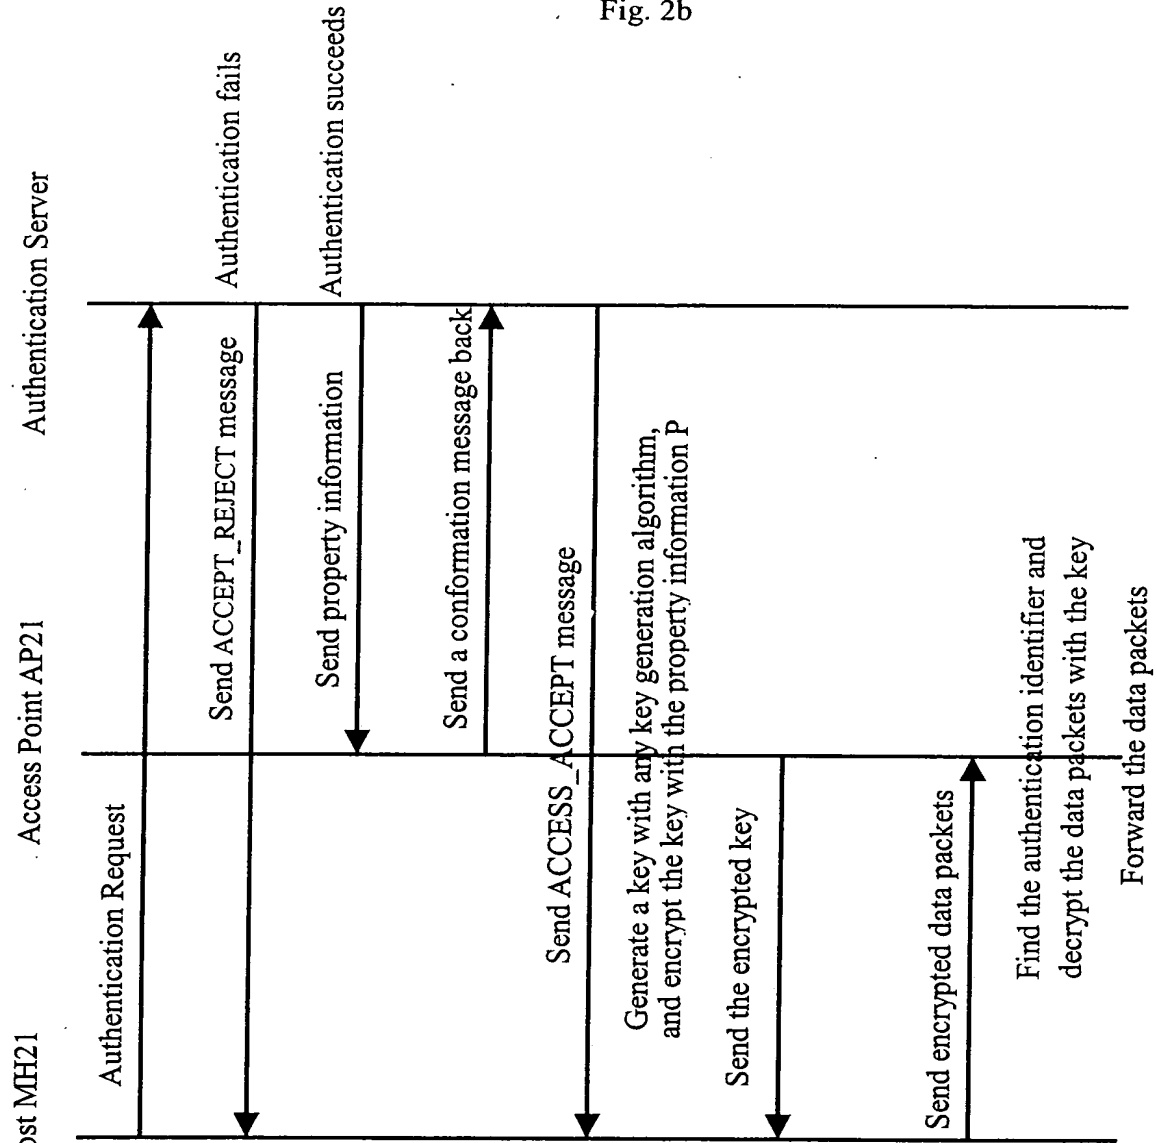 Fig. 2b
ost MH21
Access Point AP21
Authentication Server
Authentication Request
Authentication fails
Send ACCEPT_REJECT message
Authentication succeeds
Send property information
Send a conformation message back
Send ACCESS_ACCEPT message
Generate a key with any key generation algorithm,
and encrypt the key with the property information P
Send the encrypted key
Send encrypted data packets
Find the authentication identifier and
decrypt the data packets with the key
Forward the data packets